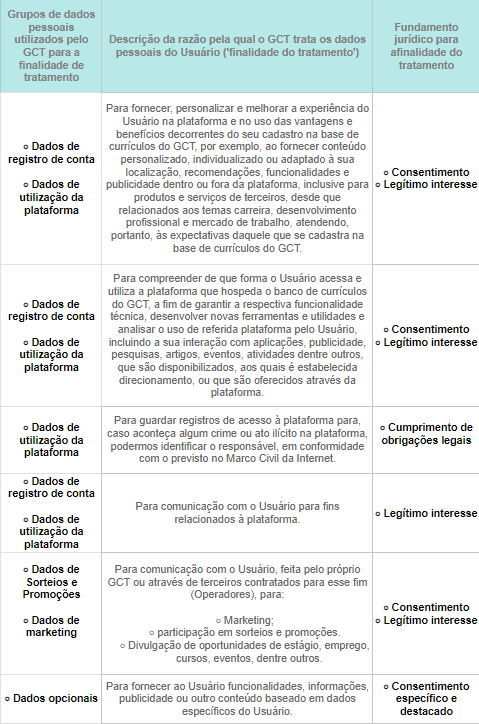 Grupos de dados
pessoais
utilizados pelo
GCT para a
finalidade de
tratamento
Descrição da razão pela qual o GCT trata os dados
pessoais do Usuário ('finalidade do tratamento')
Fundamento
jurídico para
afinalidade do
tratamento
∘ Dados de
registro de conta
∘ Dados de
utilização da
plataforma
Para fornecer, personalizar e melhorar a experiência do
Usuário na plataforma e no uso das vantagens e
benefícios decorrentes do seu cadastro na base de
currículos do GCT, por exemplo, ao fornecer conteúdo
personalizado, individualizado ou adaptado à sua
localização, recomendações, funcionalidades e
publicidade dentro ou fora da plataforma, inclusive para
produtos e serviços de terceiros, desde que
relacionados aos temas carreira, desenvolvimento
profissional e mercado de trabalho, atendendo,
portanto, às expectativas daquele que se cadastra na
base de currículos do GCT.
∘ Consentimento
∘ Legítimo interesse
∘ Dados de
registro de conta
∘ Dados de
utilização da
plataforma
Para compreender de que forma o Usuário acessa e
utiliza a plataforma que hospeda o banco de currículos
do GCT, a fim de garantir a respectiva funcionalidade
técnica, desenvolver novas ferramentas e utilidades e
analisar o uso de referida plataforma pelo Usuário,
incluindo a sua interação com aplicações, publicidade,
pesquisas, artigos, eventos, atividades dentre outros,
que são disponibilizados, aos quais é estabelecida
direcionamento, ou que são oferecidos através da
plataforma.
∘ Consentimento
∘ Legítimo interesse
∘ Dados de
utilização da
plataforma
Para guardar registros de acesso à plataforma para,
caso aconteça algum crime ou ato ilícito na plataforma,
podermos identificar o responsável, em conformidade
com o previsto no Marco Civil da Internet.
∘ Cumprimento de
obrigações legais
∘ Dados de
registro de conta
∘ Dados de
utilização da
plataforma
Para comunicação com o Usuário para fins
relacionados à plataforma.
∘ Legítimo interesse
∘ Dados de
Sorteios e
Promoções
∘ Dados de
marketing
Para comunicação com o Usuário, feita pelo próprio
GCT ou através de terceiros contratados para esse fim
(Operadores), para:
∘ Marketing;
∘ participação em sorteios e promoções.
∘ Divulgação de oportunidades de estágio, emprego,
cursos, eventos, dentre outros.
∘ Consentimento
∘ Legítimo interesse
∘ Dados opcionais
Para fornecer ao Usuário funcionalidades, informações,
publicidade ou outro conteúdo baseado em dados
específicos do Usuário.
∘ Consentimento
específico e
destacado